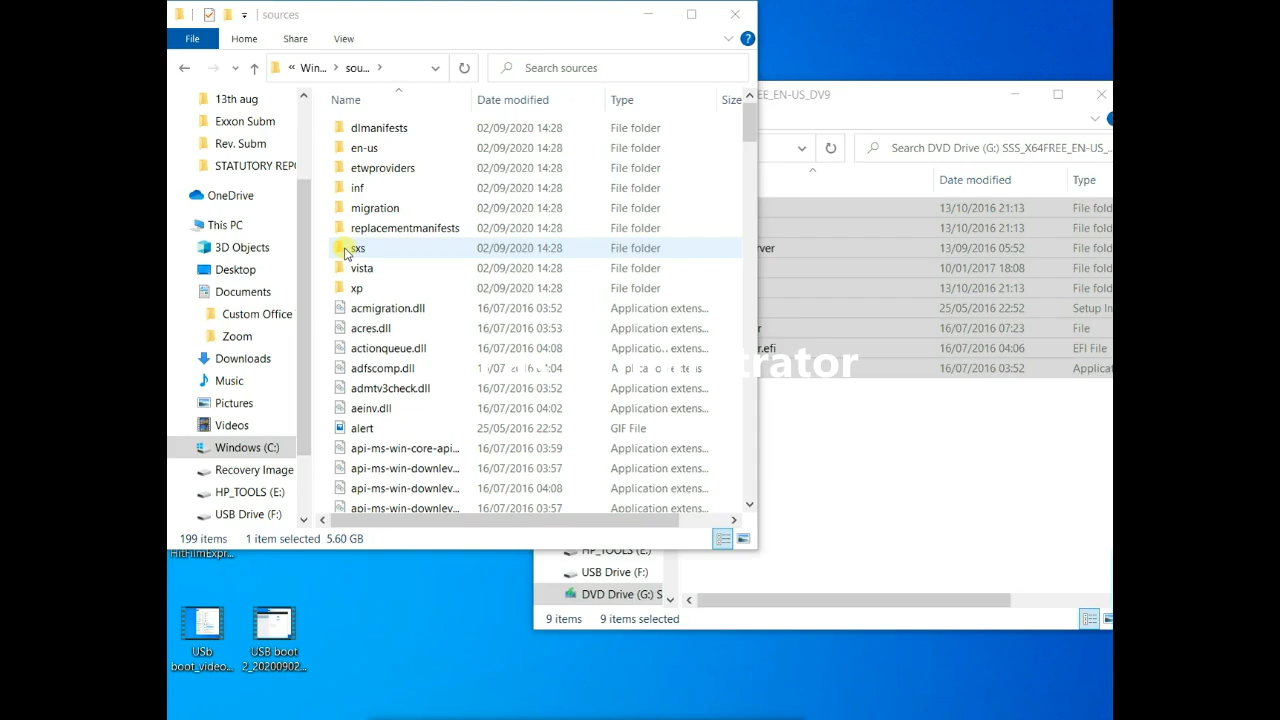 sources
File
Home
Share
View
« Win... > sou... >
Search sources
13th aug
Exxon Subm
Rev. Subm
STATUTORY REP
OneDrive
This PC
3D Objects
Desktop
Documents
Custom Office
Zoom
Downloads
Music
Pictures
Videos
Windows (C:)
Recovery Image
HP_TOOLS (E:)
USB Drive (F:)
Name Date modified Type Size
dlmanifests 02/09/2020 14:28 File folder
en-us 02/09/2020 14:28 File folder
etwproviders 02/09/2020 14:28 File folder
inf 02/09/2020 14:28 File folder
migration 02/09/2020 14:28 File folder
replacementmanifests 02/09/2020 14:28 File folder
sxs 02/09/2020 14:28 File folder
vista 02/09/2020 14:28 File folder
xp 02/09/2020 14:28 File folder
acmigration.dll 16/07/2016 03:52 Application extens...
acres.dll 16/07/2016 03:53 Application extens...
actionqueue.dll 16/07/2016 04:08 Application extens...
adfscomp.dll
admtv3check.dll 16/07/2016 03:52 Application extens...
aeinv.dll 16/07/2016 04:02 Application extens...
alert 25/05/2016 22:52 GIF File
api-ms-win-core-api... 16/07/2016 03:59 Application extens...
api-ms-win-downlev... 16/07/2016 03:57 Application extens...
api-ms-win-downlev... 16/07/2016 04:08 Application extens...
api-ms-win-downlev... 16/07/2016 03:57 Application extens...
199 items 1 item selected 5.60 GB
EE_EN-US_DV9
Search DVD Drive (G:) SSS_X64FREE_EN-US_...
Date modified Type
13/10/2016 21:13 File fold
13/10/2016 21:13 File fold
erver 13/09/2016 05:52 File fold
10/01/2017 18:08 File fold
13/10/2016 21:13 File fold
25/05/2016 22:52 Setup In
r 16/07/2016 07:23 File
r.efi 16/07/2016 04:06 EFI File
16/07/2016 03:52 Applicat
trator
HP_TOOLS (E:)
USB Drive (F:)
DVD Drive (G:) S
9 items 9 items selected
HitFilmExpr...
USb
boot_video...
USB boot
2_20200902...